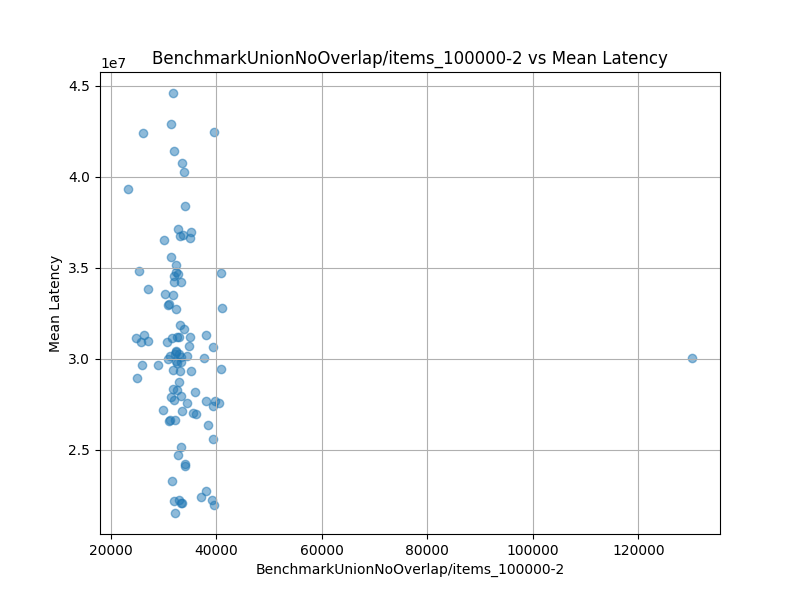 BenchmarkUnionNoOverlap/items_100000-2 vs Mean Latency
1e7
4.5
4.0
3.5
3.0
2.5
Mean Latency
20000 40000 60000 80000 100000 120000
BenchmarkUnionNoOverlap/items_100000-2